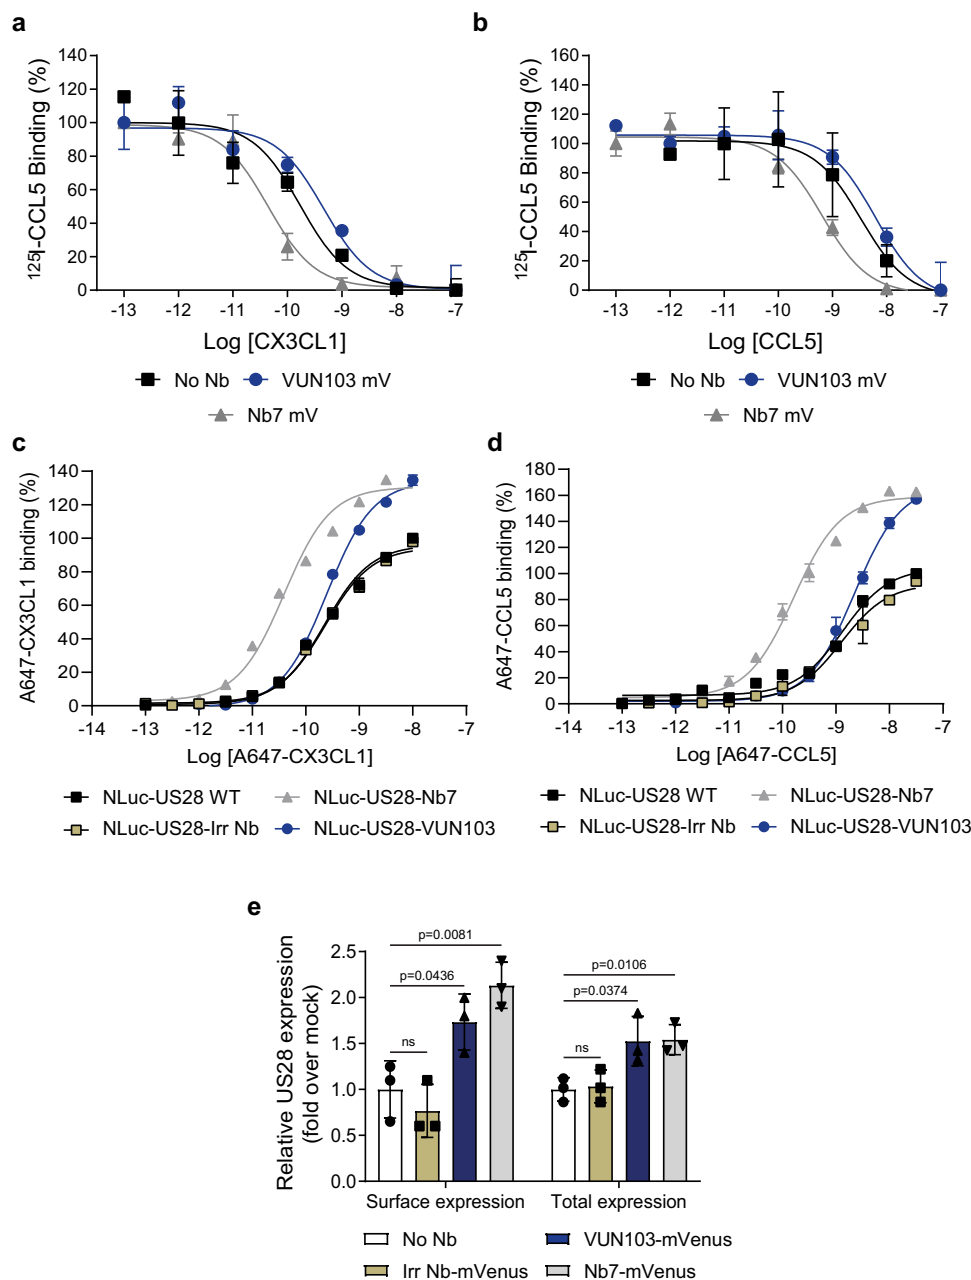 a
140
120
100
80
60
40
20
0
125I-CCL5 Binding (%)
-13 -12 -11 -10 -9 -8 -7
Log [CX3CL1]
No Nb VUN103 mV
Nb7 mV
b
160
140
120
100
80
60
40
20
0
125I-CCL5 Binding (%)
-13 -12 -11 -10 -9 -8 -7
Log [CCL5]
No Nb VUN103 mV
Nb7 mV
c
140
120
100
80
60
40
20
0
A647-CX3CL1 binding (%)
-14 -13 -12 -11 -10 -9 -8 -7
Log [A647-CX3CL1]
NLuc-US28 WT NLuc-US28-Nb7
NLuc-US28-Irr Nb NLuc-US28-VUN103
d
180
160
140
120
100
80
60
40
20
0
A647-CCL5 binding (%)
-14 -13 -12 -11 -10 -9 -8 -7
Log [A647-CCL5]
NLuc-US28 WT NLuc-US28-Nb7
NLuc-US28-Irr Nb NLuc-US28-VUN103
e
p=0.0081
p=0.0436
ns
p=0.0106
p=0.0374
ns
2.5
2.0
1.5
1.0
0.5
0.0
Relative US28 expression
(fold over mock)
Surface expression Total expression
No Nb VUN103-mVenus
Irr Nb-mVenus Nb7-mVenus